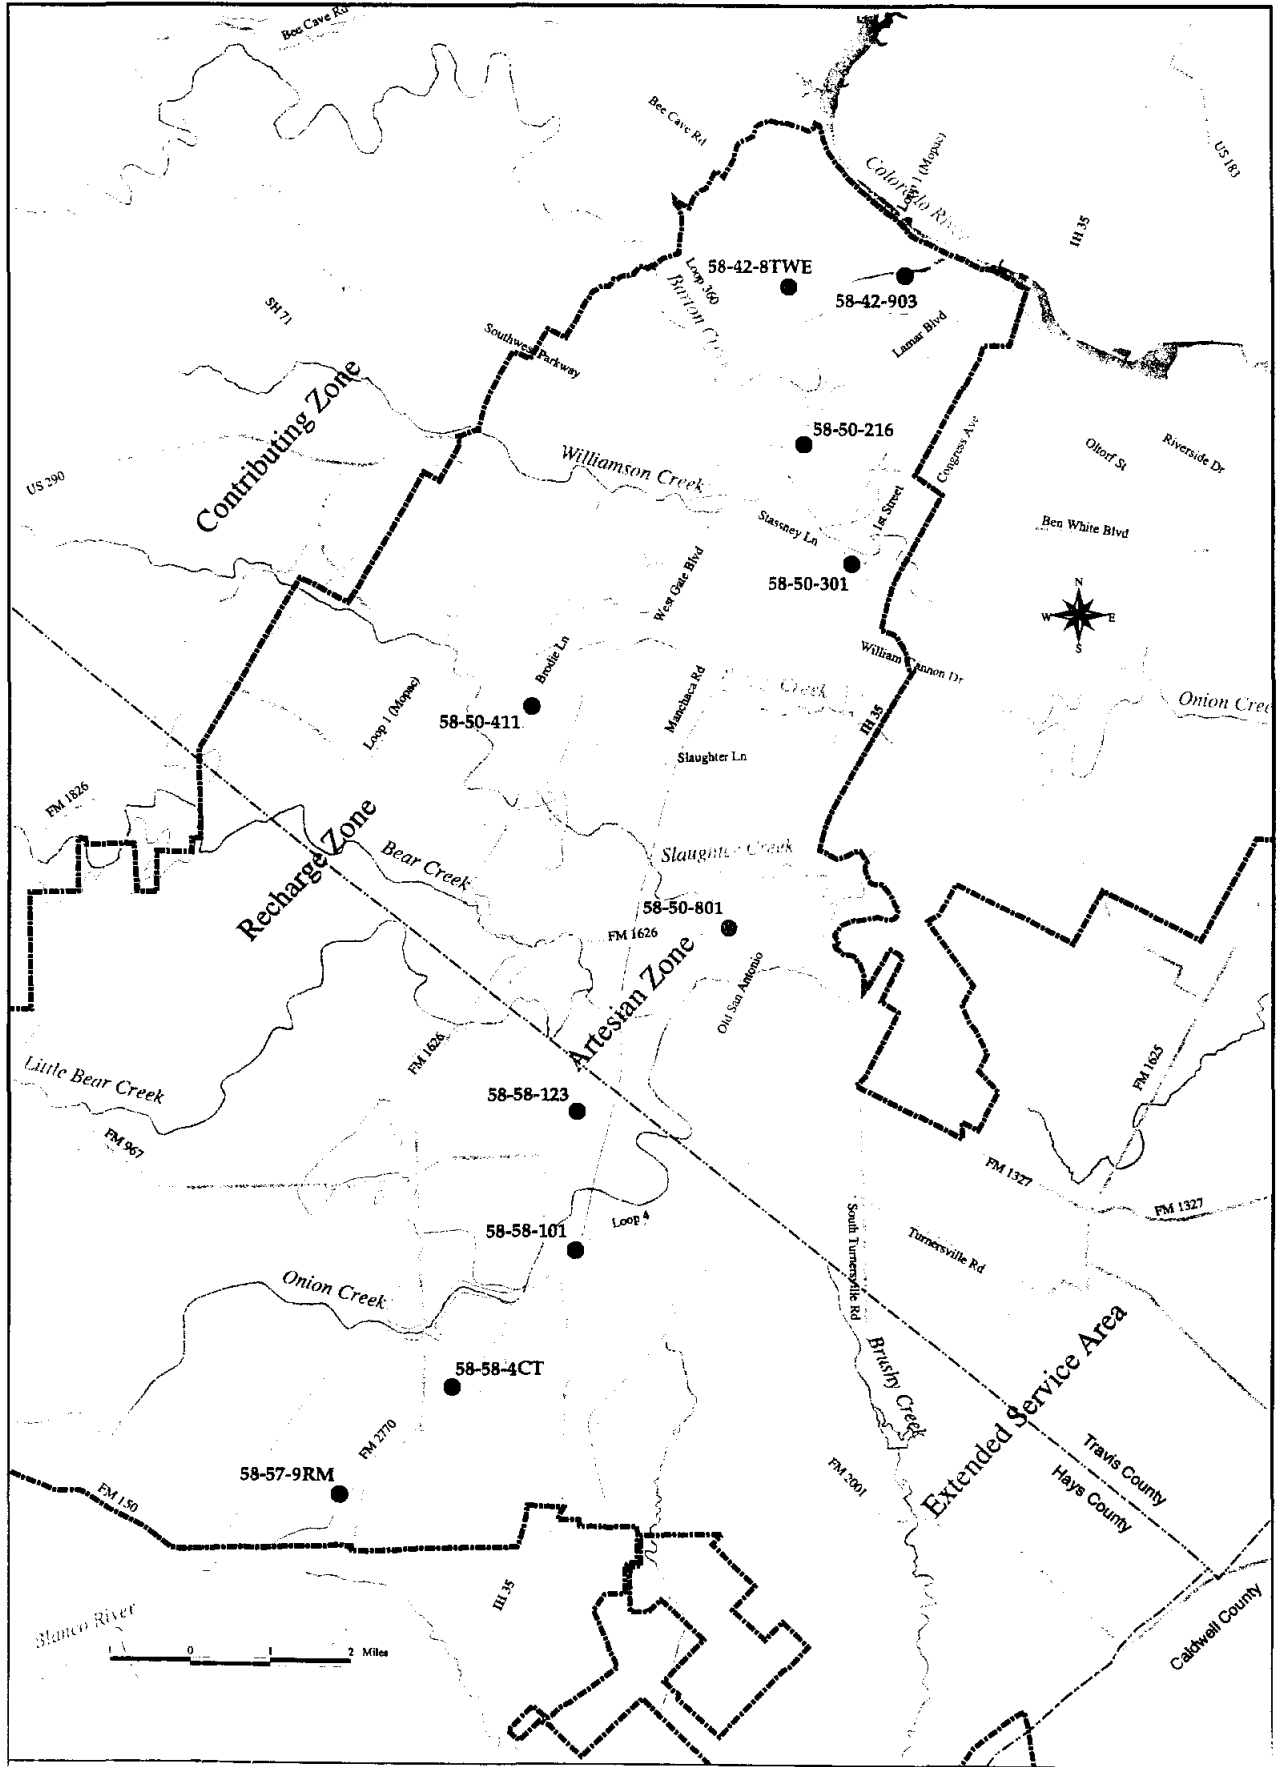 Bee Cave Rd
Bee Cave Rd
US 183
Loop 1 (Mopac)
Colorado River
IH 35
58-42-8TWE
Loop 360
Barton Creek
58-42-903
SH 71
Lamar Blvd
Southwest Parkway
Contributing Zone
58-50-216
Congress Ave
Oltorf St
Riverside Dr
Williamson Creek
US 290
1st Street
Stassney Ln
Ben White Blvd
58-50-301
West Gate Blvd
N
W E
S
Brodie Ln
William Cannon Dr
Manchaca Rd
Creek
Onion Cree
58-50-411
Loop 1 (Mopac)
IH 35
Slaughter Ln
FM 1826
Recharge Zone
Bear Creek
Slaughter Creek
58-50-801
FM 1626
Artesian Zone
Old San Antonio
FM 1626
Little Bear Creek
FM 1625
58-58-123
FM 967
FM 1327
FM 1327
58-58-101
Loop 4
South Turnersville Rd
Turnersville Rd
Onion Creek
Brushy Creek
Extended Service Area
58-58-4CT
FM 2770
58-57-9RM
FM 150
FM 2001
Travis County
Hays County
IH 35
Blanco River
Caldwell County
1 0 1 2 Miles